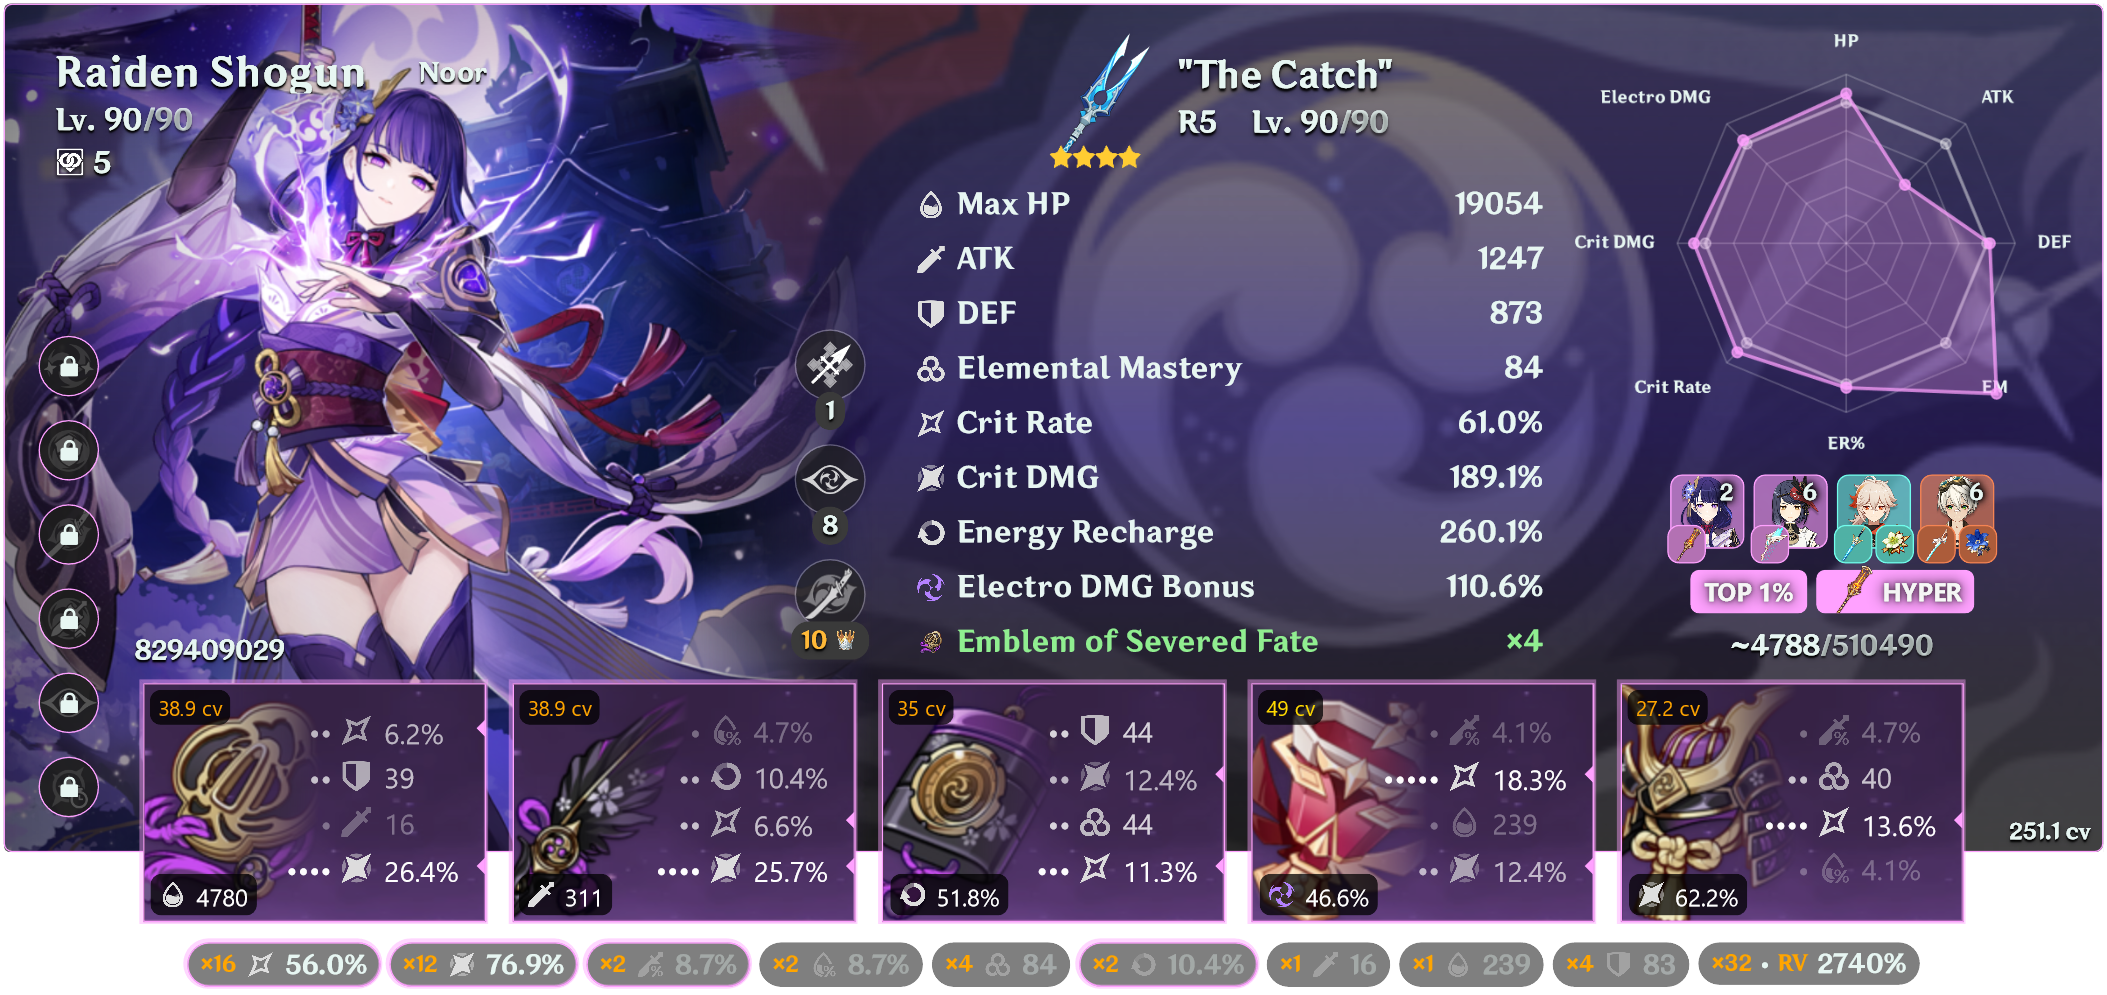 Raiden Shogun Noor
Lv. 90/90
5
829409029
1
8
10
"The Catch"
R5 Lv. 90/90
Max HP 19054
ATK 1247
DEF 873
Elemental Mastery 84
Crit Rate 61.0%
Crit DMG 189.1%
Energy Recharge 260.1%
Electro DMG Bonus 110.6%
Emblem of Severed Fate ×4
HP
Electro DMG ATK
Crit DMG DEF
Crit Rate EM
ER%
2 6 6
TOP 1% HYPER
~4788/510490
251.1 cv
38.9 cv
6.2%
39
16
26.4%
4780
38.9 cv
4.7%
10.4%
6.6%
25.7%
311
35 cv
44
12.4%
44
11.3%
51.8%
49 cv
4.1%
18.3%
239
12.4%
46.6%
27.2 cv
4.7%
40
13.6%
4.1%
62.2%
×16 56.0% ×12 76.9% ×2 8.7% ×2 8.7% ×4 84 ×2 10.4% ×1 16 ×1 239 ×4 83 ×32 • RV 2740%